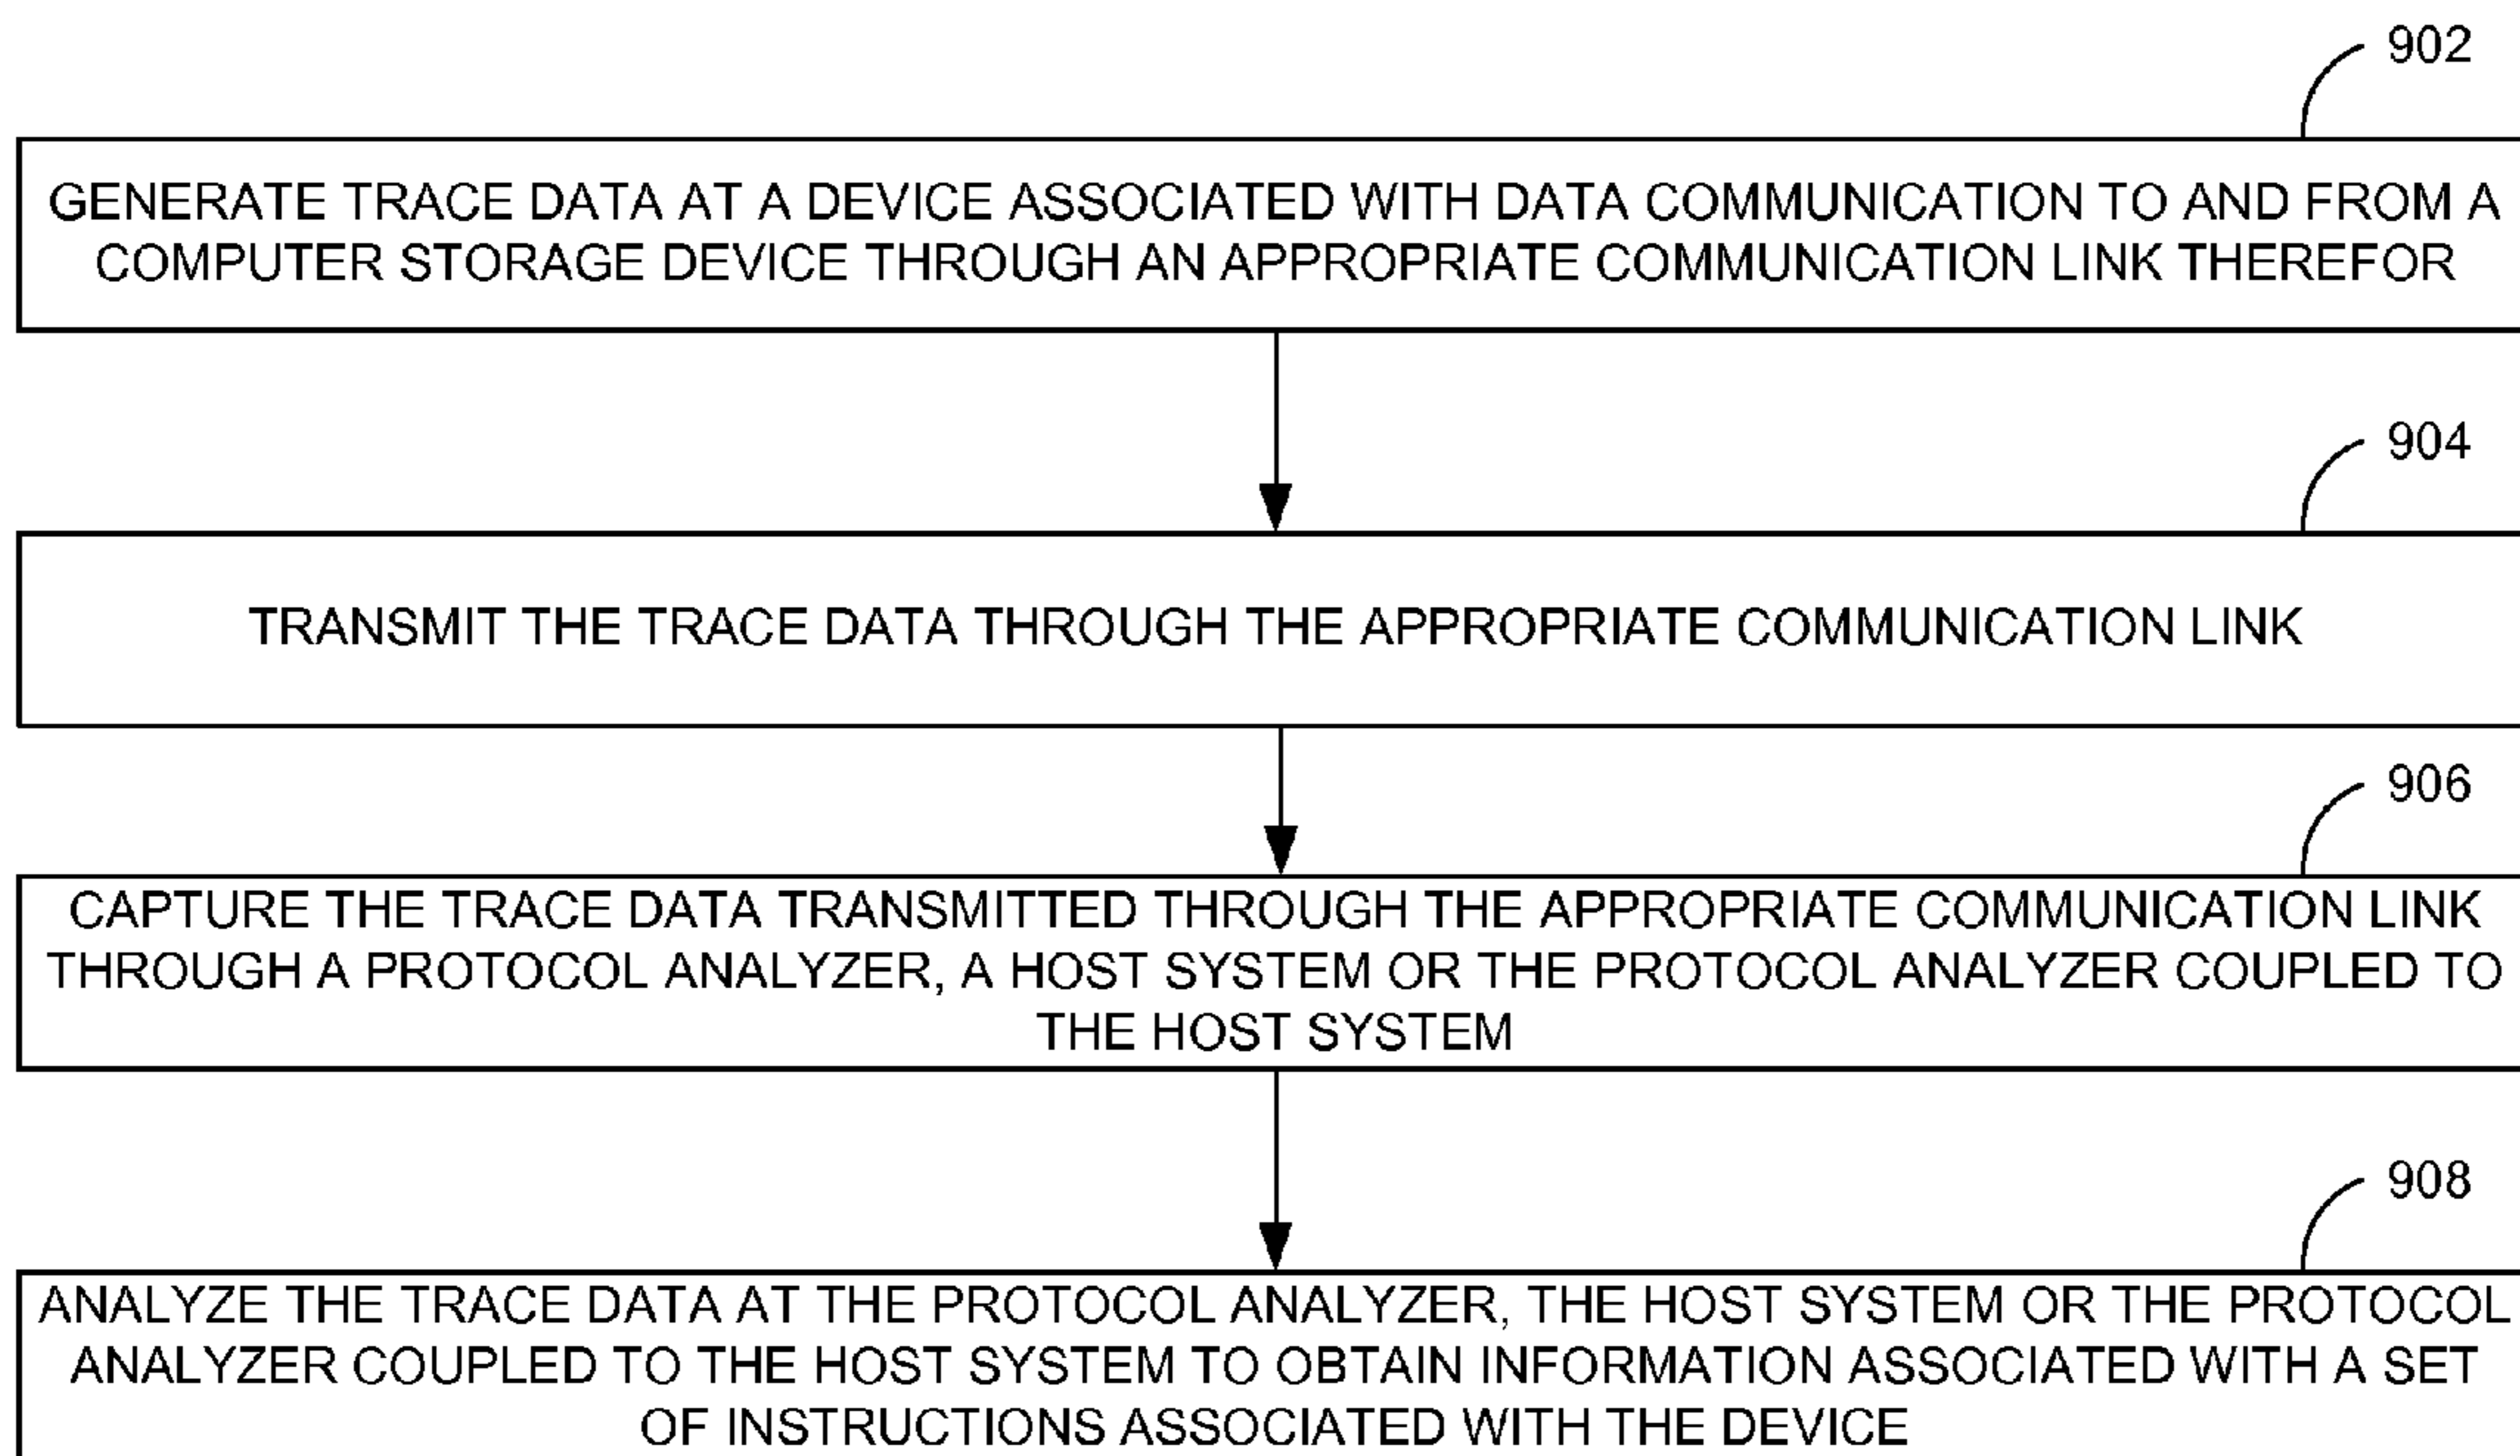 902
GENERATE TRACE DATA AT A DEVICE ASSOCIATED WITH DATA COMMUNICATION TO AND FROM A
COMPUTER STORAGE DEVICE THROUGH AN APPROPRIATE COMMUNICATION LINK THEREFOR
904
TRANSMIT THE TRACE DATA THROUGH THE APPROPRIATE COMMUNICATION LINK
906
CAPTURE THE TRACE DATA TRANSMITTED THROUGH THE APPROPRIATE COMMUNICATION LINK
THROUGH A PROTOCOL ANALYZER, A HOST SYSTEM OR THE PROTOCOL ANALYZER COUPLED TO
THE HOST SYSTEM
908
ANALYZE THE TRACE DATA AT THE PROTOCOL ANALYZER, THE HOST SYSTEM OR THE PROTOCOL
ANALYZER COUPLED TO THE HOST SYSTEM TO OBTAIN INFORMATION ASSOCIATED WITH A SET
OF INSTRUCTIONS ASSOCIATED WITH THE DEVICE